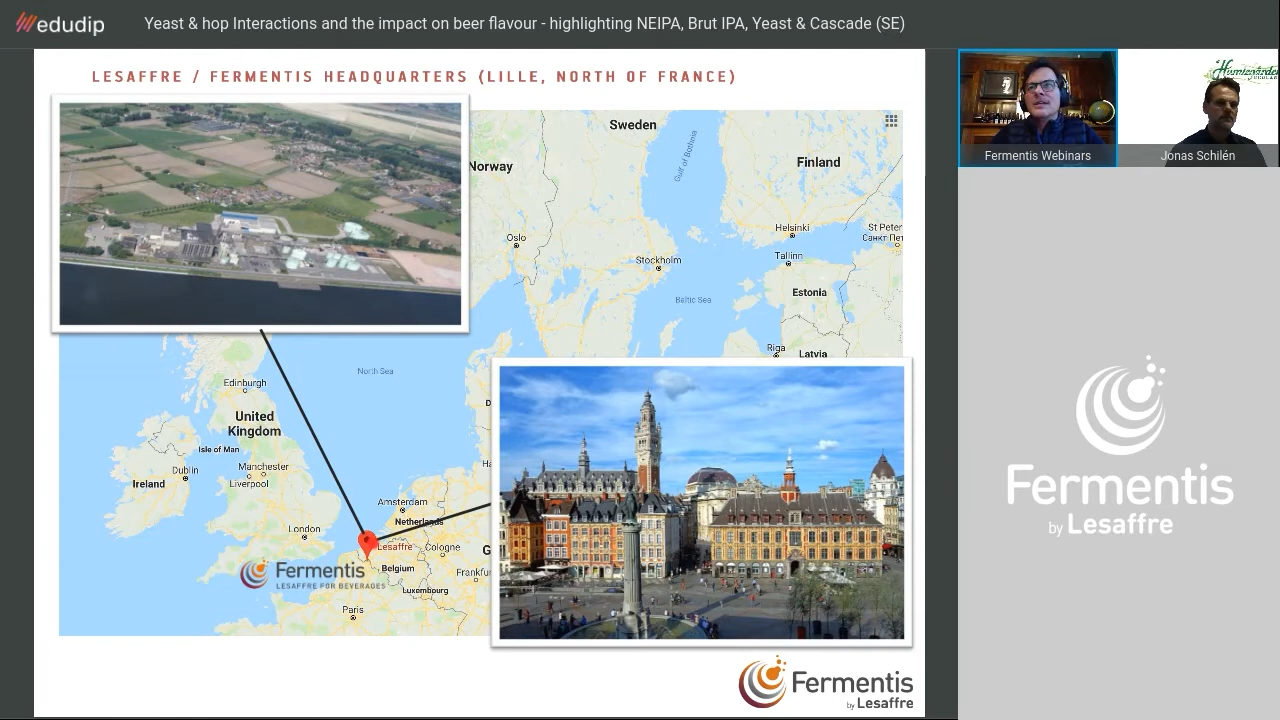 edudip
Yeast & hop Interactions and the impact on beer flavour - highlighting NEIPA, Brut IPA, Yeast & Cascade (SE)
LESAFFRE / FERMENTIS HEADQUARTERS (LILLE, NORTH OF FRANCE)
Sweden
Norway
Finland
Gulf of Bothnia
Oslo
Stockholm
Helsinki
Tallinn
St Peter
Санкт-Пет
Estonia
Baltic Sea
Riga
Latvia
North Sea
Edinburgh
United
Kingdom
Isle of Man
Dublin
Ireland
Manchester
Liverpool
London
Amsterdam
Netherlands
Lesaffre
Cologne
Belgium
Frankfu
Luxembourg
Paris
Fermentis
LESAFFRE FOR BEVERAGES
Fermentis
by Lesaffre
Fermentis Webinars
Jonas Schilén
Fermentis
by Lesaffre